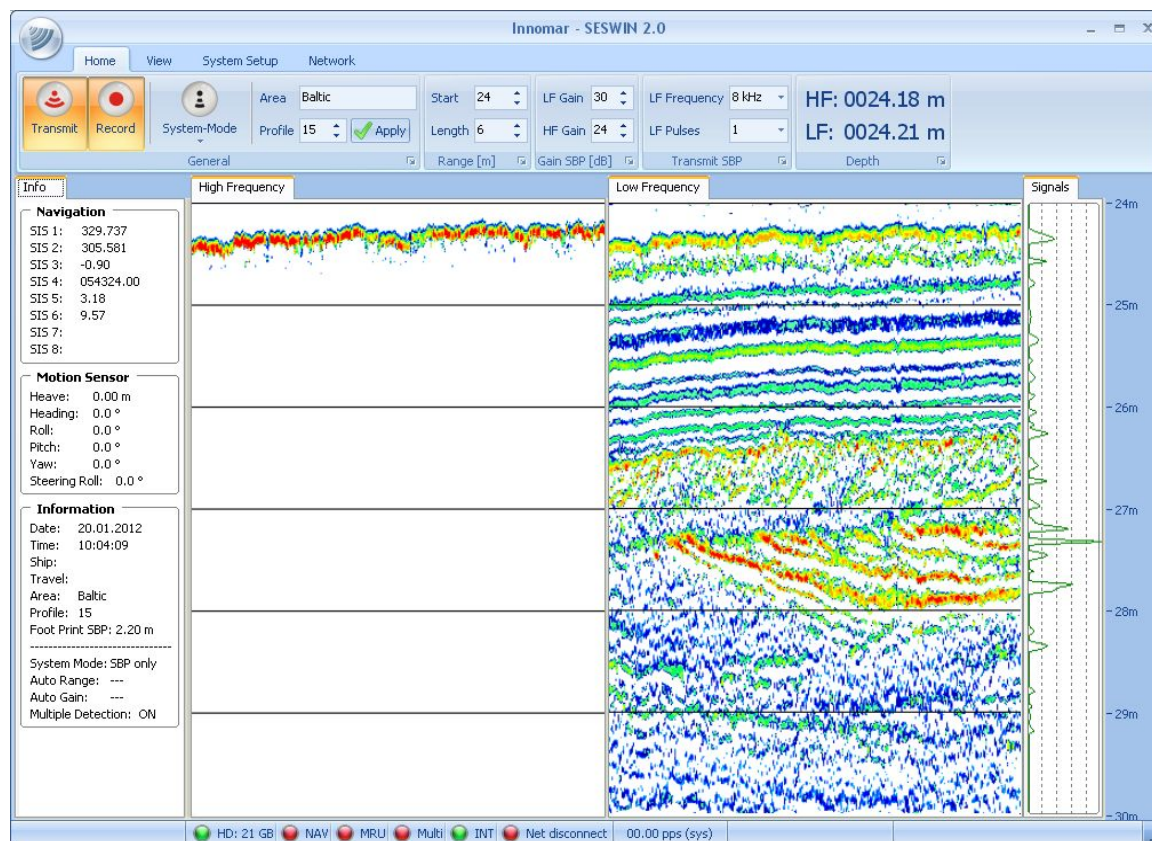 Innomar - SESWIN 2.0
Home View System Setup Network
Transmit Record System-Mode
Area Baltic
Profile 15 Apply
General
Start 24
Length 6
Range [m]
LF Gain 30
HF Gain 24
Gain SBP [dB]
LF Frequency 8 kHz
LF Pulses 1
Transmit SBP
HF: 0024.18 m
LF: 0024.21 m
Depth
Info
Navigation
SIS 1: 329.737
SIS 2: 305.581
SIS 3: -0.90
SIS 4: 054324.00
SIS 5: 3.18
SIS 6: 9.57
SIS 7:
SIS 8:
Motion Sensor
Heave: 0.00 m
Heading: 0.0 °
Roll: 0.0 °
Pitch: 0.0 °
Yaw: 0.0 °
Steering Roll: 0.0 °
Information
Date: 20.01.2012
Time: 10:04:09
Ship:
Travel:
Area: Baltic
Profile: 15
Foot Print SBP: 2.20 m
--------------------------------
System Mode: SBP only
Auto Range: ---
Auto Gain: ---
Multiple Detection: ON
High Frequency
Low Frequency
Signals
24m
25m
26m
27m
28m
29m
30m
HD: 21 GB NAV MRU Multi INT Net disconnect 00.00 pps (sys)